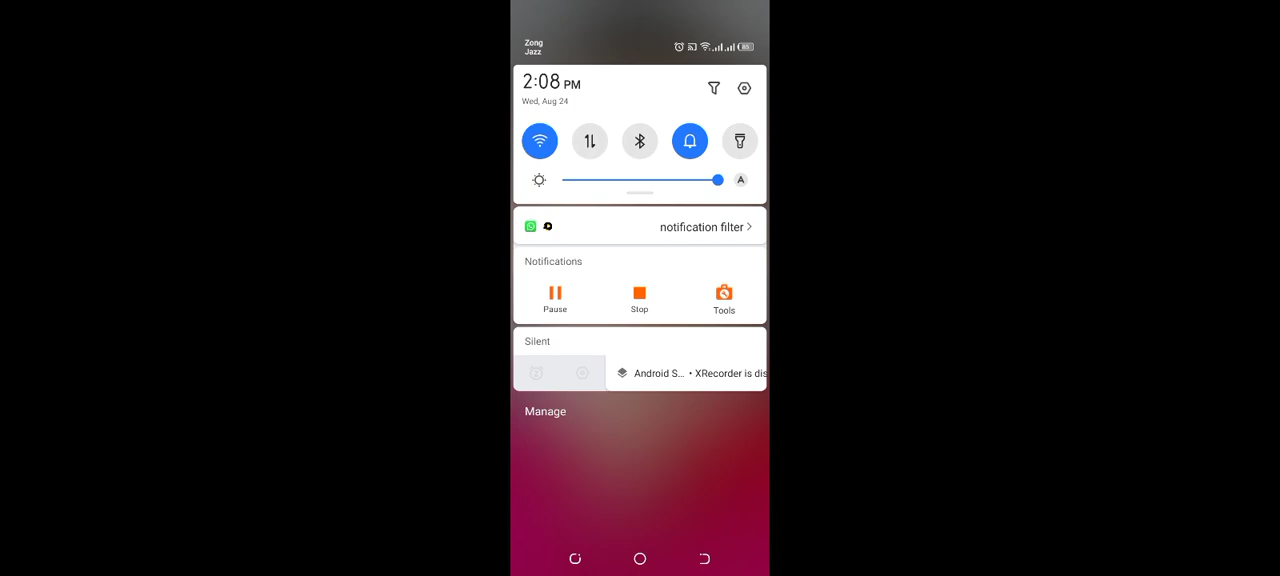 Zong
Jazz
85
2:08 PM
Wed, Aug 24
A
notification filter
Notifications
Pause
Stop
Tools
Silent
Android S... • XRecorder is dis
Manage